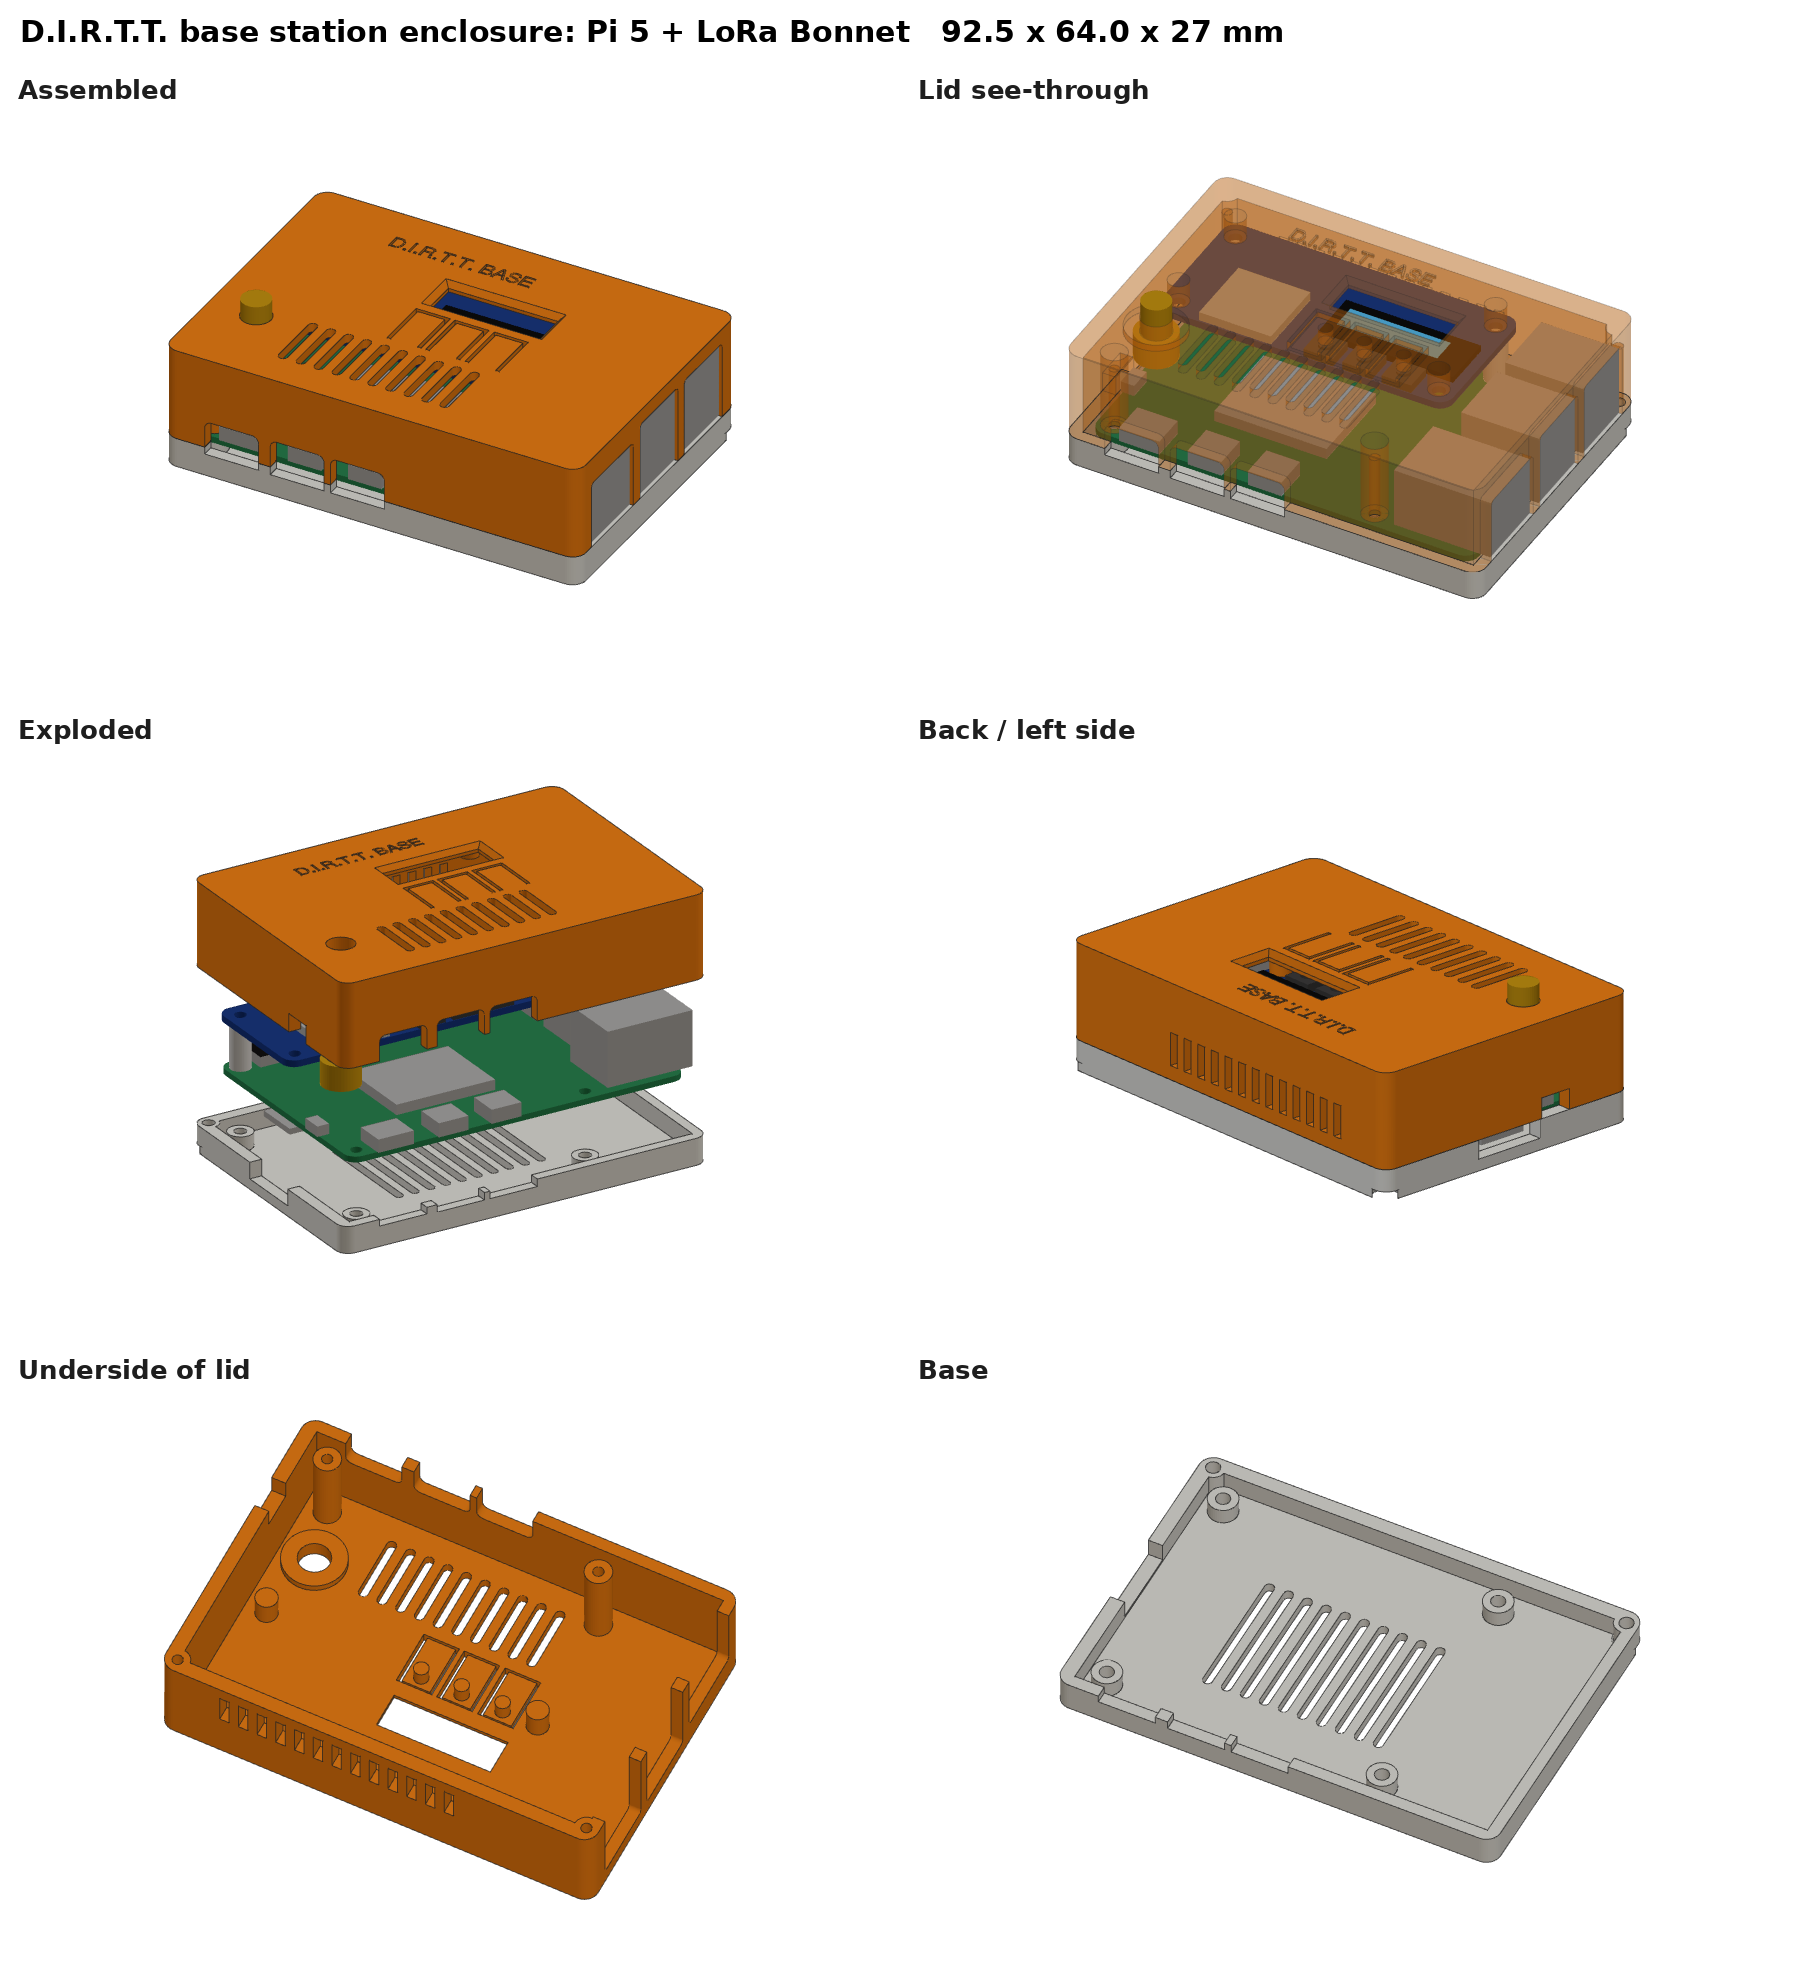 D.I.R.T.T. base station enclosure: Pi 5 + LoRa Bonnet   92.5 x 64.0 x 27 mm
Assembled
Lid see-through
D.I.R.T.T. BASE
D.I.R.T.T. BASE
Exploded
Back / left side
D.I.R.T.T. BASE
D.I.R.T.T. BASE
Underside of lid
Base